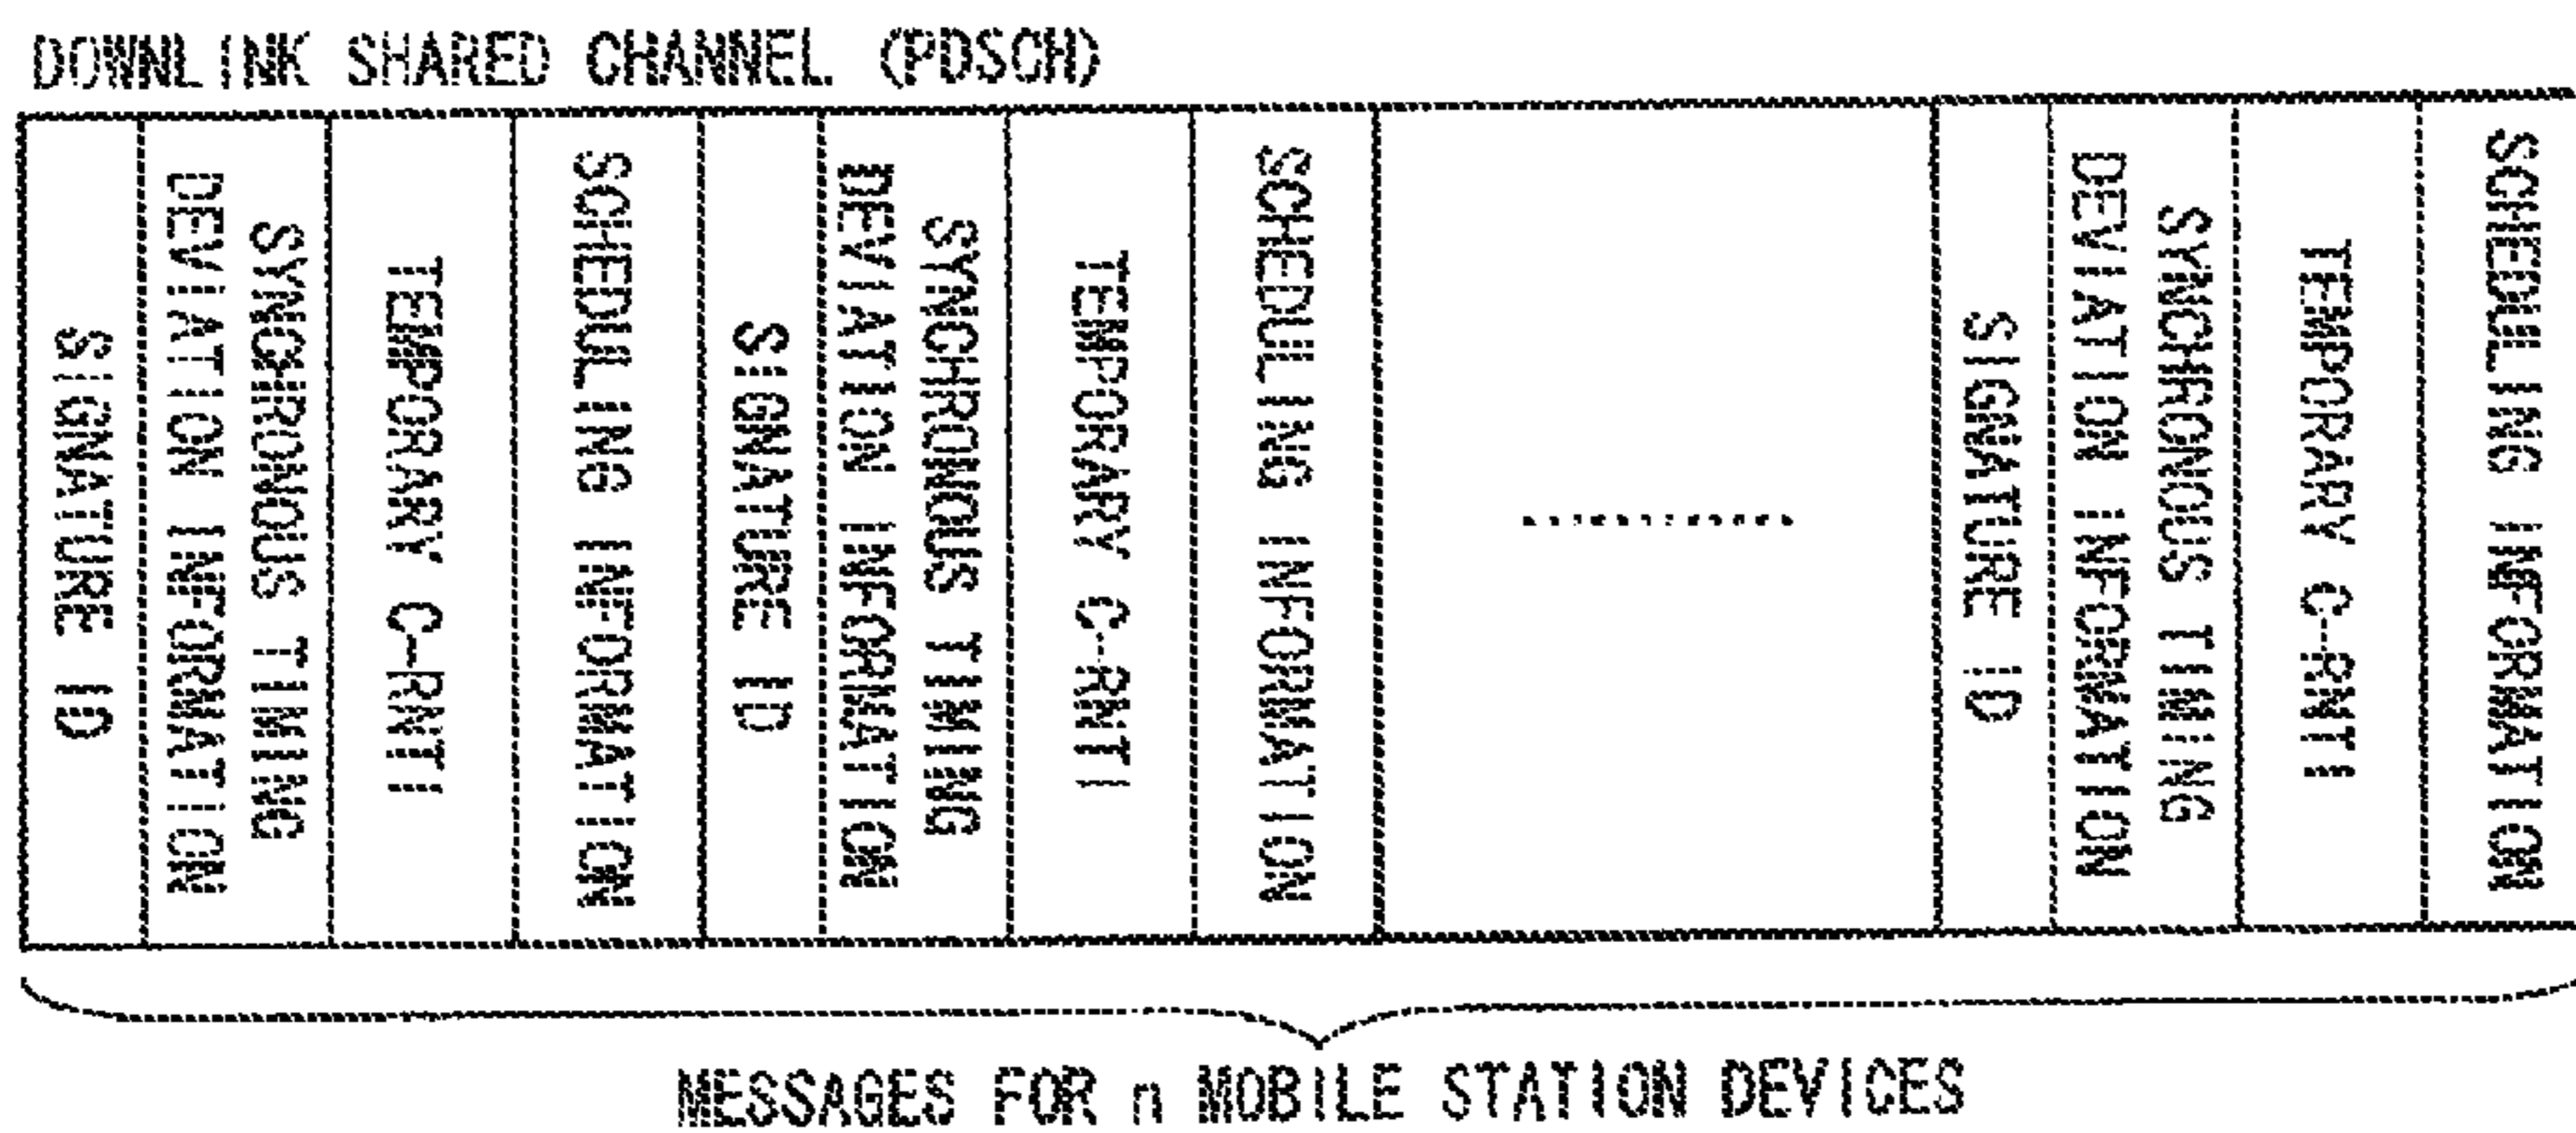 DOWNLINK SHARED CHANNEL (PDSCH)
SIGNATURE ID
SYNCHRONOUS TIMING
DEVIATION INFORMATION
TEMPORARY C-RNTI
SCHEDULING INFORMATION
SIGNATURE ID
SYNCHRONOUS TIMING
DEVIATION INFORMATION
TEMPORARY C-RNTI
SCHEDULING INFORMATION
............
SIGNATURE ID
SYNCHRONOUS TIMING
DEVIATION INFORMATION
TEMPORARY C-RNTI
SCHEDULING INFORMATION
MESSAGES FOR n MOBILE STATION DEVICES